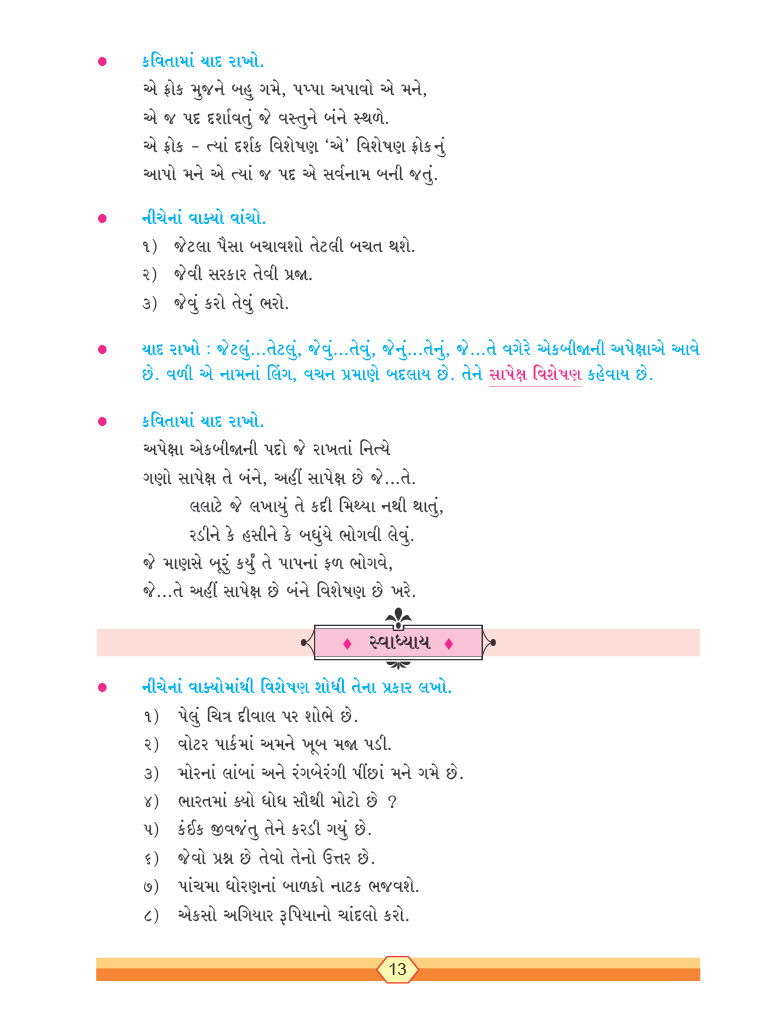 • કવિતામાં યાદ રાખો.
એ ફ્રોક મુજને બહુ ગમે, પપ્પા અપાવો એ મને,
એ જ પદ દર્શાવતું જે વસ્તુને બંને સ્થળે.
એ ફ્રોક – ત્યાં દર્શક વિશેષણ ‘એ’ વિશેષણ ફ્રોકનું
આપો મને એ ત્યાં જ પદ એ સર્વનામ બની જતું.
• નીચેનાં વાક્યો વાંચો.
૧) જેટલા પૈસા બચાવશો તેટલી બચત થશે.
૨) જેવી સરકાર તેવી પ્રજા.
૩) જેવું કરો તેવું ભરો.
• યાદ રાખો : જેટલું...તેટલું, જેવું...તેવું, જેનું...તેનું, જે...તે વગેરે એકબીજાની અપેક્ષાએ આવે
છે. વળી એ નામનાં લિંગ, વચન પ્રમાણે બદલાય છે. તેને સાપેક્ષ વિશેષણ કહેવાય છે.
• કવિતામાં યાદ રાખો.
અપેક્ષા એકબીજાની પદો જે રાખતાં નિત્યે
ગણો સાપેક્ષ તે બંને, અહીં સાપેક્ષ છે જે...તે.
લલાટે જે લખાયું તે કદી મિથ્યા નથી થાતું,
રડીને કે હસીને કે બધુંયે ભોગવી લેવું.
જે માણસે બૂરું કર્યું તે પાપનાં ફળ ભોગવે,
જે...તે અહીં સાપેક્ષ છે બંને વિશેષણ છે ખરે.
સ્વાધ્યાય
• નીચેનાં વાક્યોમાંથી વિશેષણ શોધી તેના પ્રકાર લખો.
૧) પેલું ચિત્ર દીવાલ પર શોભે છે.
૨) વોટર પાર્કમાં અમને ખૂબ મજા પડી.
૩) મોરનાં લાંબાં અને રંગબેરંગી પીંછાં મને ગમે છે.
૪) ભારતમાં ક્યો ધોધ સૌથી મોટો છે ?
૫) કંઈક જીવજંતુ તેને કરડી ગયું છે.
૬) જેવો પ્રશ્ન છે તેવો તેનો ઉત્તર છે.
૭) પાંચમા ધોરણનાં બાળકો નાટક ભજવશે.
૮) એકસો અગિયાર રૂપિયાનો ચાંદલો કરો.
13